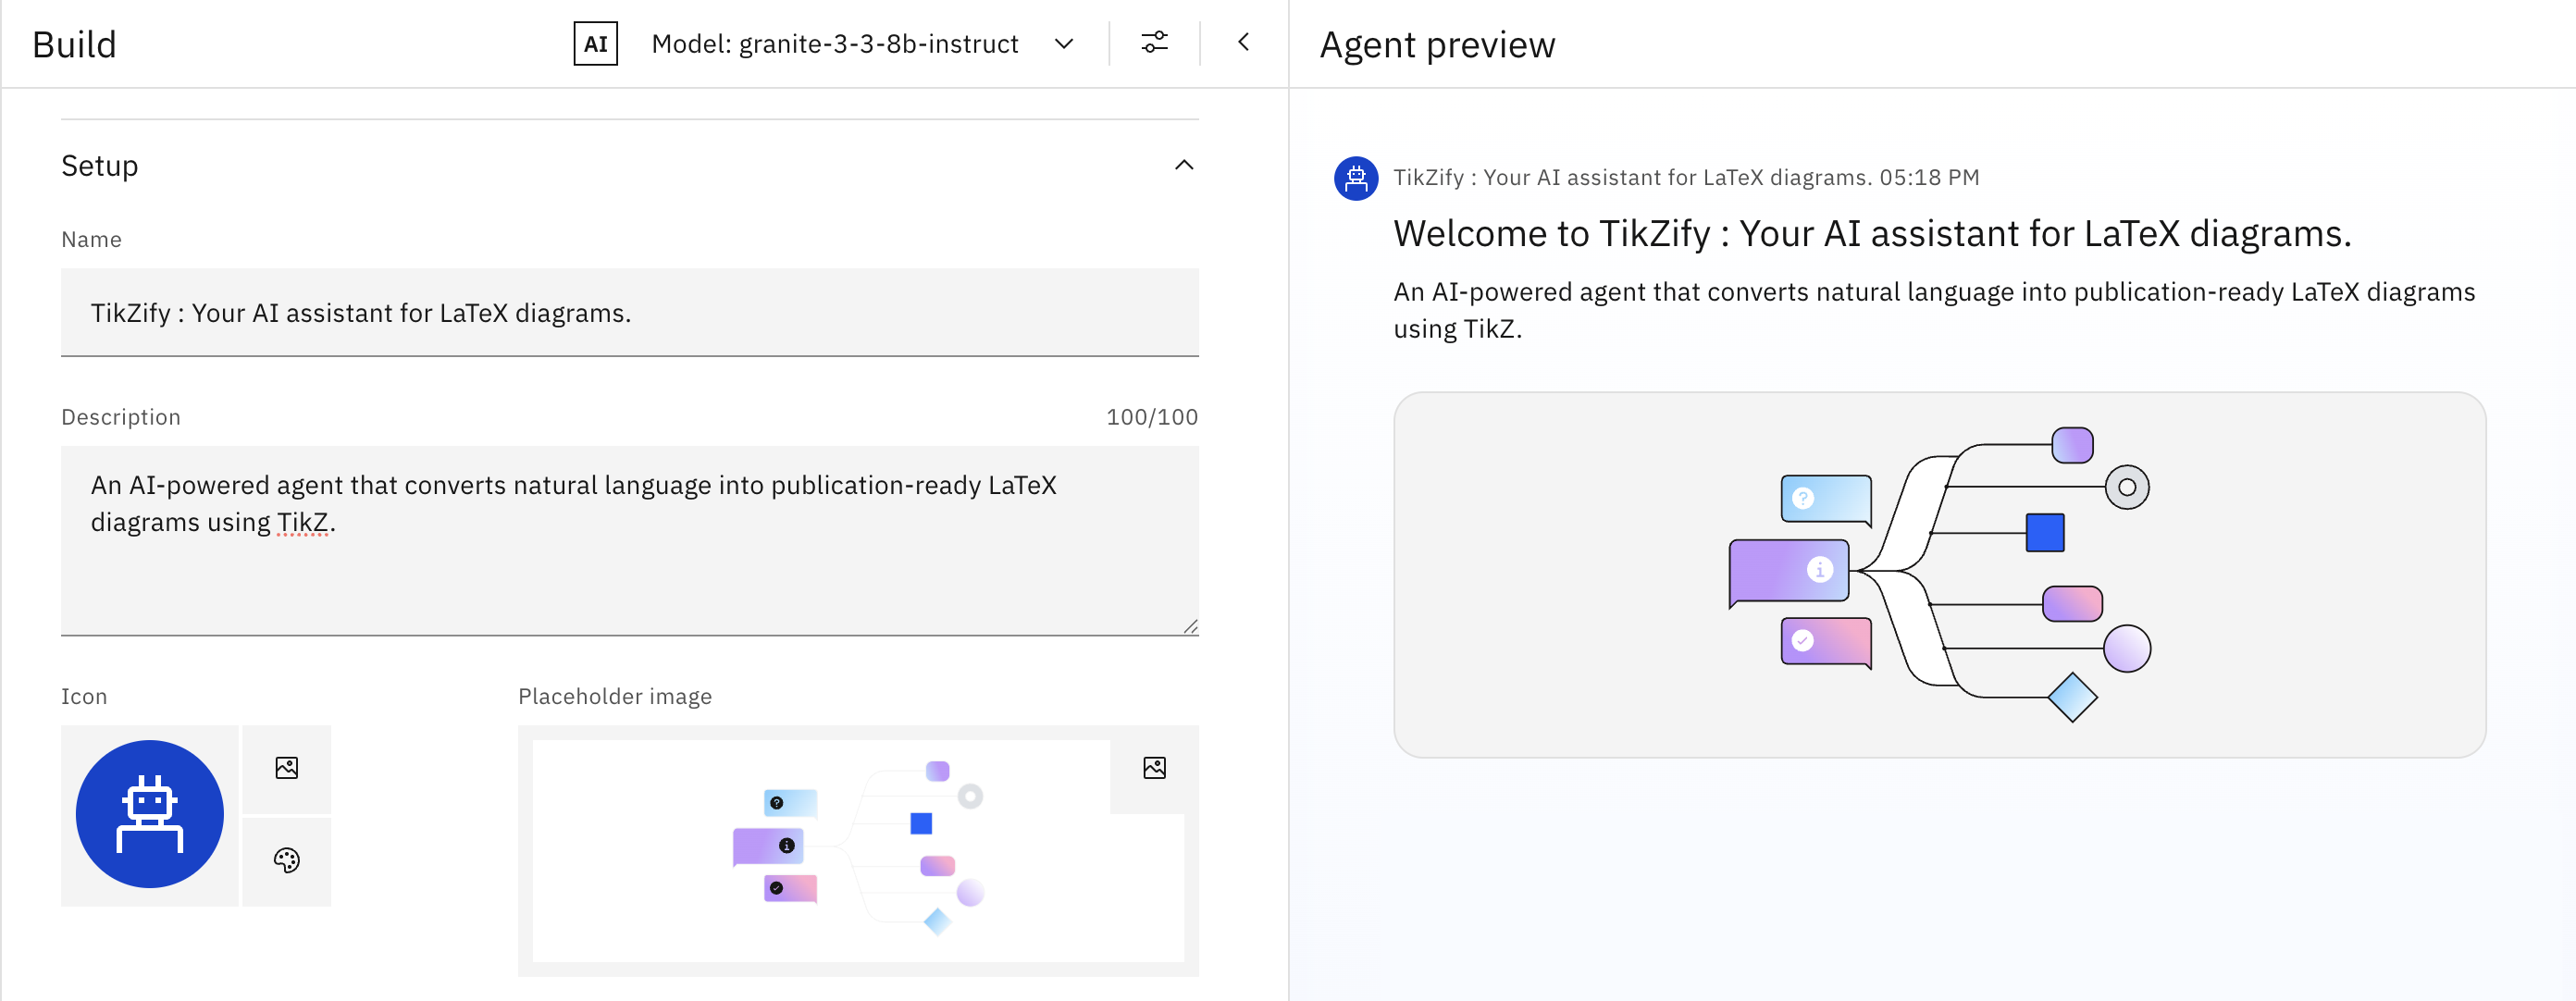 Build
AI
Model: granite-3-3-8b-instruct
Setup
Name
TikZify : Your AI assistant for LaTeX diagrams.
Description
100/100
An AI-powered agent that converts natural language into publication-ready LaTeX
diagrams using TikZ.
Icon
Placeholder image
?
i
Agent preview
TikZify : Your AI assistant for LaTeX diagrams. 05:18 PM
Welcome to TikZify : Your AI assistant for LaTeX diagrams.
An AI-powered agent that converts natural language into publication-ready LaTeX diagrams
using TikZ.
?
i